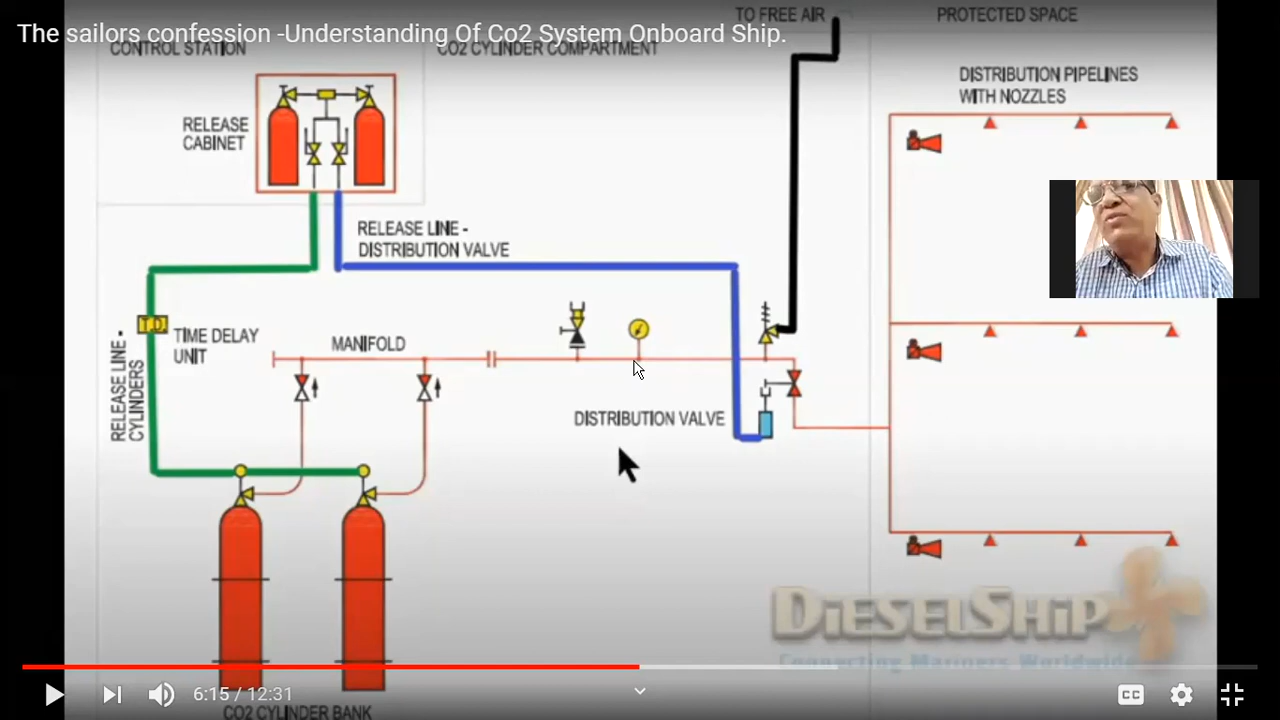 The sailors confession -Understanding Of Co2 System Onboard Ship.
TO FREE AIR
PROTECTED SPACE
CONTROL STATION
CO2 CYLINDER COMPARTMENT
DISTRIBUTION PIPELINES
WITH NOZZLES
RELEASE
CABINET
RELEASE LINE -
DISTRIBUTION VALVE
T.D.
TIME DELAY
UNIT
MANIFOLD
RELEASE LINE -
CYLINDERS
DISTRIBUTION VALVE
DIESELSHIP
Connecting Mariners Worldwide
6:15 / 12:31
CC
CO2 CYLINDER BANK